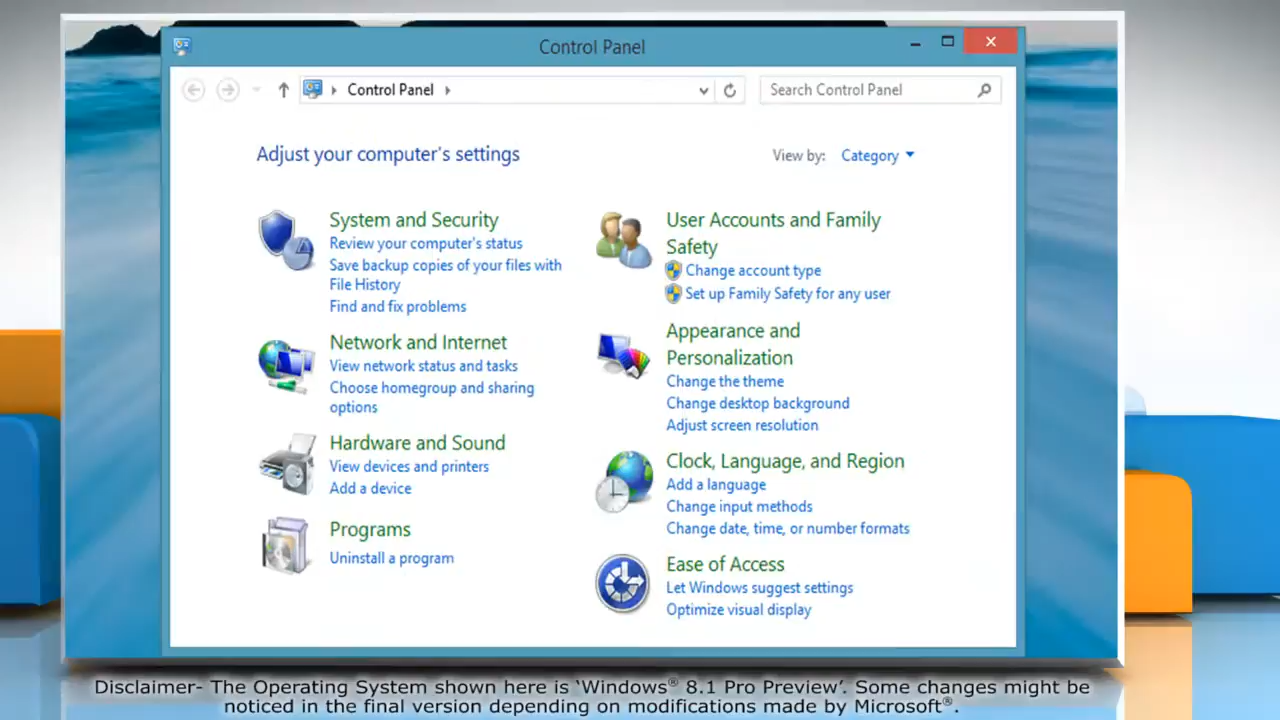 Control Panel
Control Panel
Search Control Panel
Adjust your computer's settings
View by: Category
System and Security
Review your computer's status
Save backup copies of your files with
File History
Find and fix problems
Network and Internet
View network status and tasks
Choose homegroup and sharing
options
Hardware and Sound
View devices and printers
Add a device
Programs
Uninstall a program
User Accounts and Family
Safety
Change account type
Set up Family Safety for any user
Appearance and
Personalization
Change the theme
Change desktop background
Adjust screen resolution
Clock, Language, and Region
Add a language
Change input methods
Change date, time, or number formats
Ease of Access
Let Windows suggest settings
Optimize visual display
Disclaimer- The Operating System shown here is ‘Windows® 8.1 Pro Preview’. Some changes might be
noticed in the final version depending on modifications made by Microsoft®.